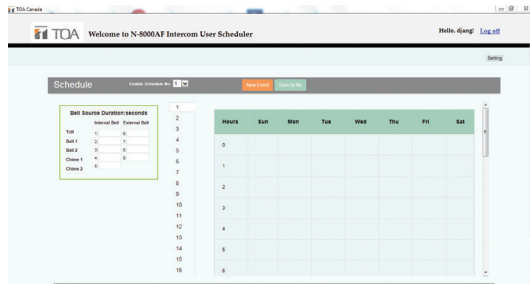 TOA Canada
TOA Welcome to N-8000AF Intercom User Scheduler
Hello, django! Log off
Setting
Schedule Enable Schedule No. 1 New Event Save to file
Bell Source Duration:seconds
Internal Bell External Bell
Trill 1: 6:
Bell 1 2: 7:
Bell 2 3: 8:
Chime 1 4: 9:
Chime 2 5:
1
2
3
4
5
6
7
8
9
10
11
12
13
14
15
16
Hours Sun Mon Tue Wed Thu Fri Sat
0
1
2
3
4
5
6